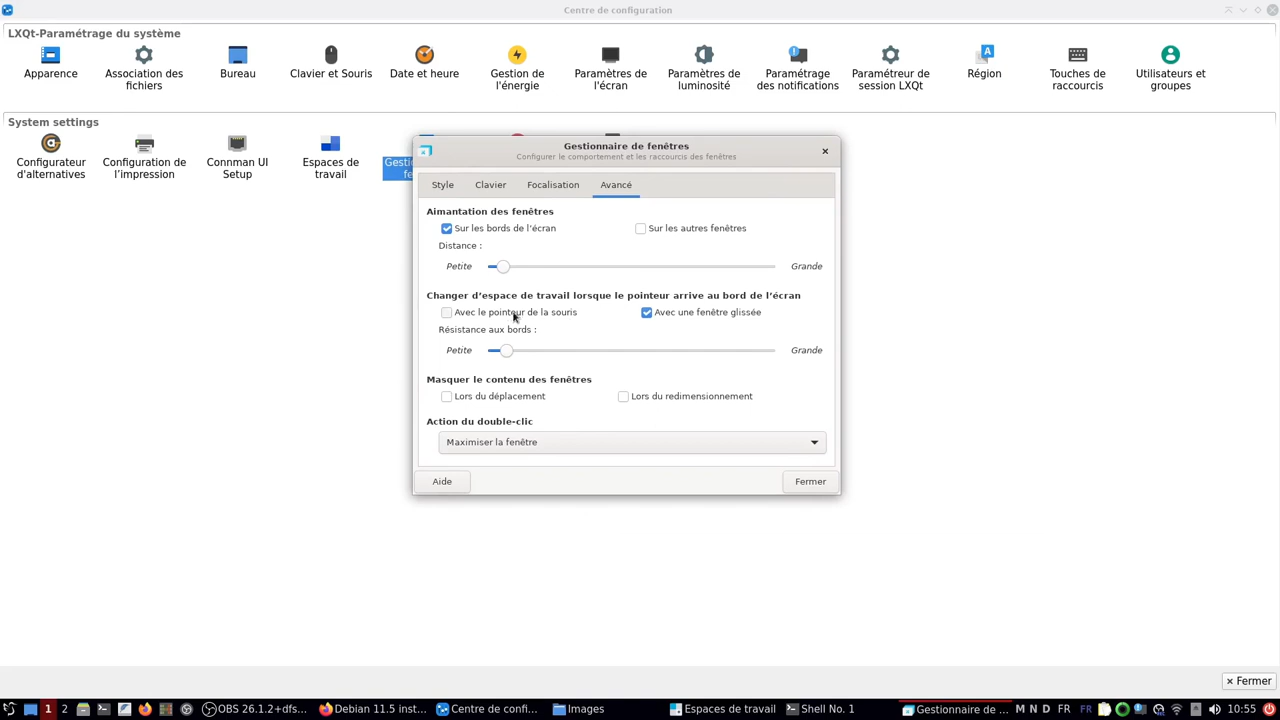 Centre de configuration
LXQt-Paramétrage du système
Apparence
Association des
fichiers
Bureau
Clavier et Souris
Date et heure
Gestion de
l'énergie
Paramètres de
l'écran
Paramètres de
luminosité
Paramétrage
des notifications
Paramétreur de
session LXQt
Région
Touches de
raccourcis
Utilisateurs et
groupes
System settings
Configurateur
d'alternatives
Configuration de
l’impression
Connman UI
Setup
Espaces de
travail
Gestionnaire de fenêtres
Configurer le comportement et les raccourcis des fenêtres
Style
Clavier
Focalisation
Avancé
Aimantation des fenêtres
Sur les bords de l’écran
Sur les autres fenêtres
Distance :
Petite
Grande
Changer d’espace de travail lorsque le pointeur arrive au bord de l’écran
Avec le pointeur de la souris
Avec une fenêtre glissée
Résistance aux bords :
Petite
Grande
Masquer le contenu des fenêtres
Lors du déplacement
Lors du redimensionnement
Action du double-clic
Maximiser la fenêtre
Aide
Fermer
Fermer
1 2 OBS 26.1.2+dfs... Debian 11.5 inst... Centre de confi... Images Espaces de travail Shell No. 1 Gestionnaire de ... M N D FR FR 10:55